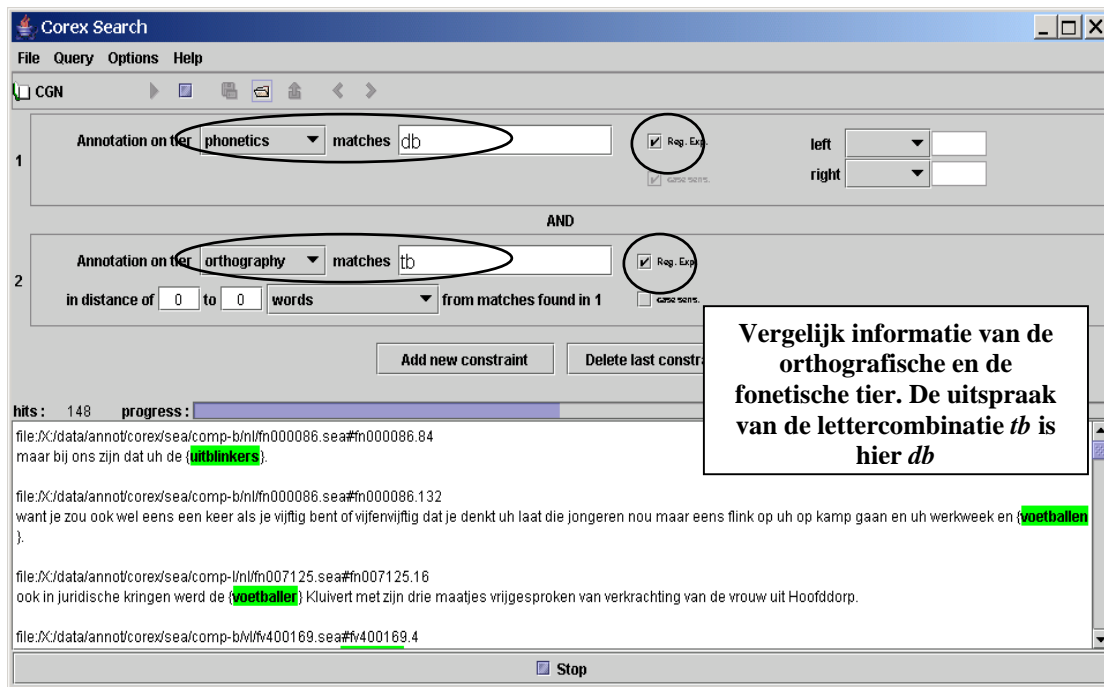 Corex Search
File Query Options Help
CGN
1
Annotation on tier phonetics matches db
Reg. Exp.
case sens.
left
right
AND
2
Annotation on tier orthography matches tb
Reg. Exp
in distance of 0 to 0 words from matches found in 1
case sens.
Add new constraint Delete last constra
Vergelijk informatie van de
orthografische en de
fonetische tier. De uitspraak
van de lettercombinatie tb is
hier db
hits : 148 progress :
file:/X:/data/annot/corex/sea/comp-b/nl/fn000086.sea#fn000086.84
maar bij ons zijn dat uh de {uitblinkers}.
file:/X:/data/annot/corex/sea/comp-b/nl/fn000086.sea#fn000086.132
want je zou ook wel eens een keer als je vijftig bent of vijfenvijftig dat je denkt uh laat die jongeren nou maar eens flink op uh op kamp gaan en uh werkweek en {voetballen
}.
file:/X:/data/annot/corex/sea/comp-l/nl/fn007125.sea#fn007125.16
ook in juridische kringen werd de {voetballer} Kluivert met zijn drie maatjes vrijgesproken van verkrachting van de vrouw uit Hoofddorp.
file:/X:/data/annot/corex/sea/comp-b/vl/fv400169.sea#fv400169.4
Stop